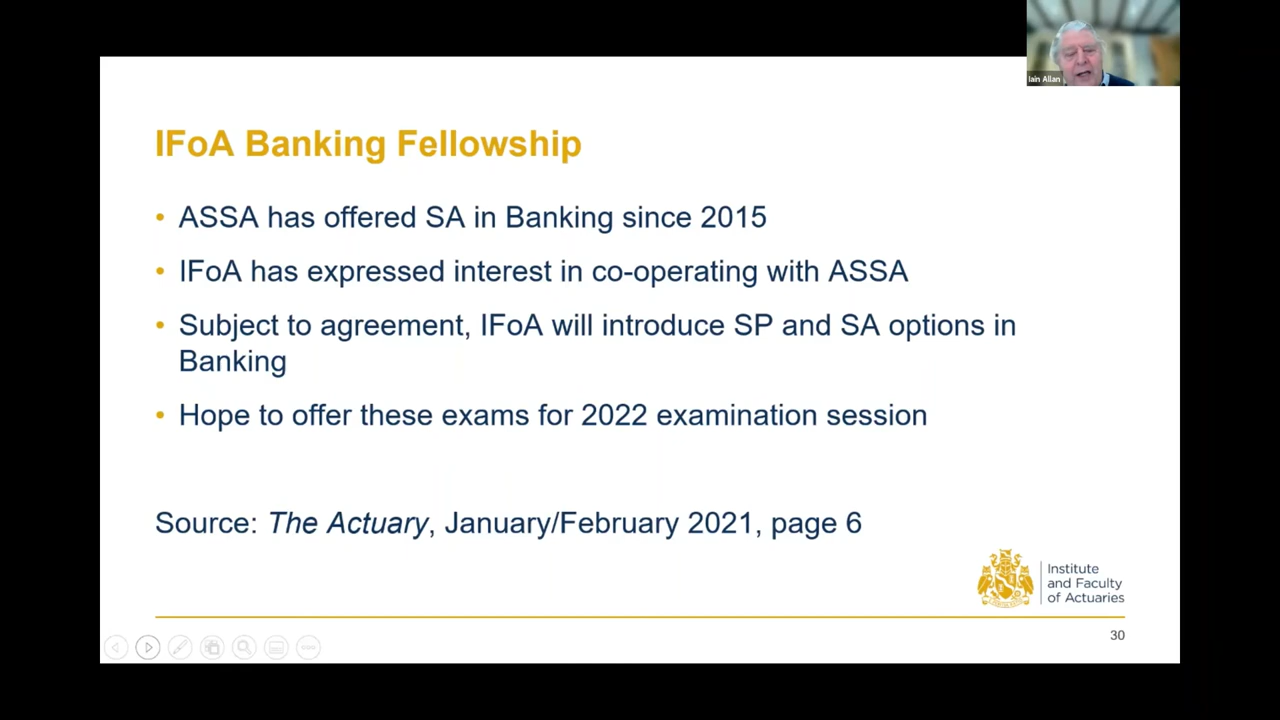 Iain Allan
IFoA Banking Fellowship
• ASSA has offered SA in Banking since 2015
• IFoA has expressed interest in co-operating with ASSA
• Subject to agreement, IFoA will introduce SP and SA options in
Banking
• Hope to offer these exams for 2022 examination session
Source: The Actuary, January/February 2021, page 6
Institute
and Faculty
of Actuaries
30